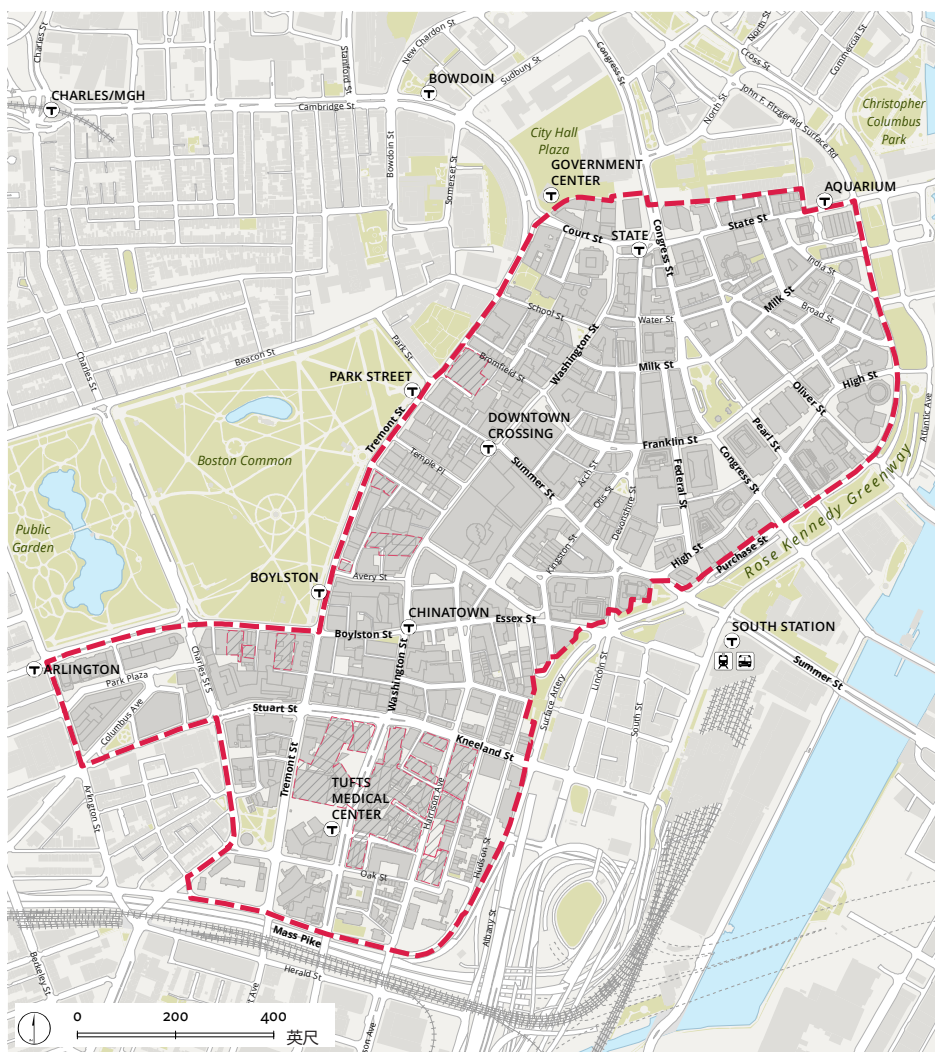 Charles St
CHARLES/MGH
Staniford St
New Chardon St
BOWDOIN
Sudbury St
Congress St
North St
Cross St
Commercial St
Cambridge St
Bowdoin St
Somerset St
City Hall
Plaza
North St
John F. Fitzgerald Surface Rd
Christopher
Columbus
Park
GOVERNMENT
CENTER
AQUARIUM
Court St
STATE
Congress St
State St
India St
Milk St
Broad St
School St
Water St
Washington St
Beacon St
Park St
Charles St
Bromfield St
Milk St
PARK STREET
Tremont St
High St
Oliver St
Atlantic Ave
DOWNTOWN
CROSSING
Franklin St
Pearl St
Congress St
Federal St
Boston Common
Temple Pl
Summer St
Arch St
Otis St
Devonshire St
Rose Kennedy Greenway
Public
Garden
Kingston St
High St
Purchase St
BOYLSTON
Avery St
CHINATOWN
Boylston St
Essex St
SOUTH STATION
ARLINGTON
Park Plaza
Columbus Ave
Charles St S
Washington St
Lincoln St
Surface Artery
South St
Summer St
Stuart St
Kneeland St
Tremont St
TUFTS
MEDICAL
CENTER
Harrison Ave
Arlington St
Oak St
Hudson St
Albany St
Mass Pike
Herald St
Berkeley St
0 200 400
英尺